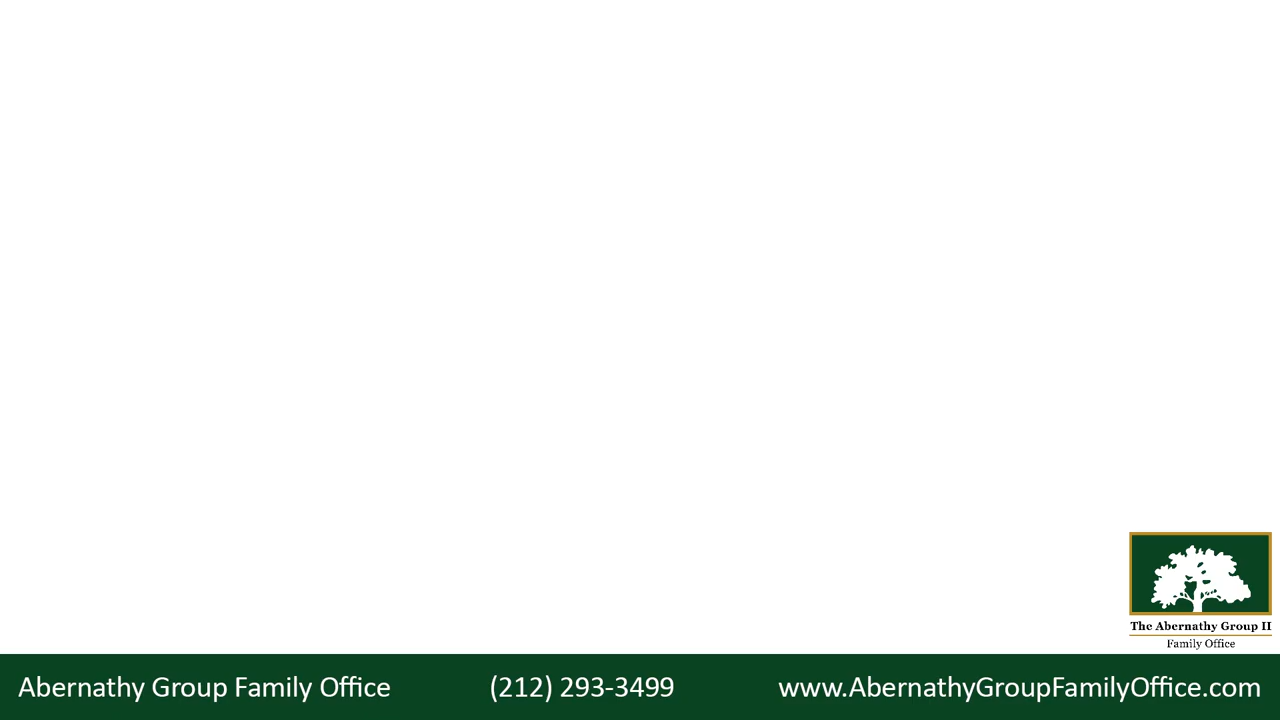 The Abernathy Group II
Family Office
Abernathy Group Family Office (212) 293-3499 www.AbernathyGroupFamilyOffice.com